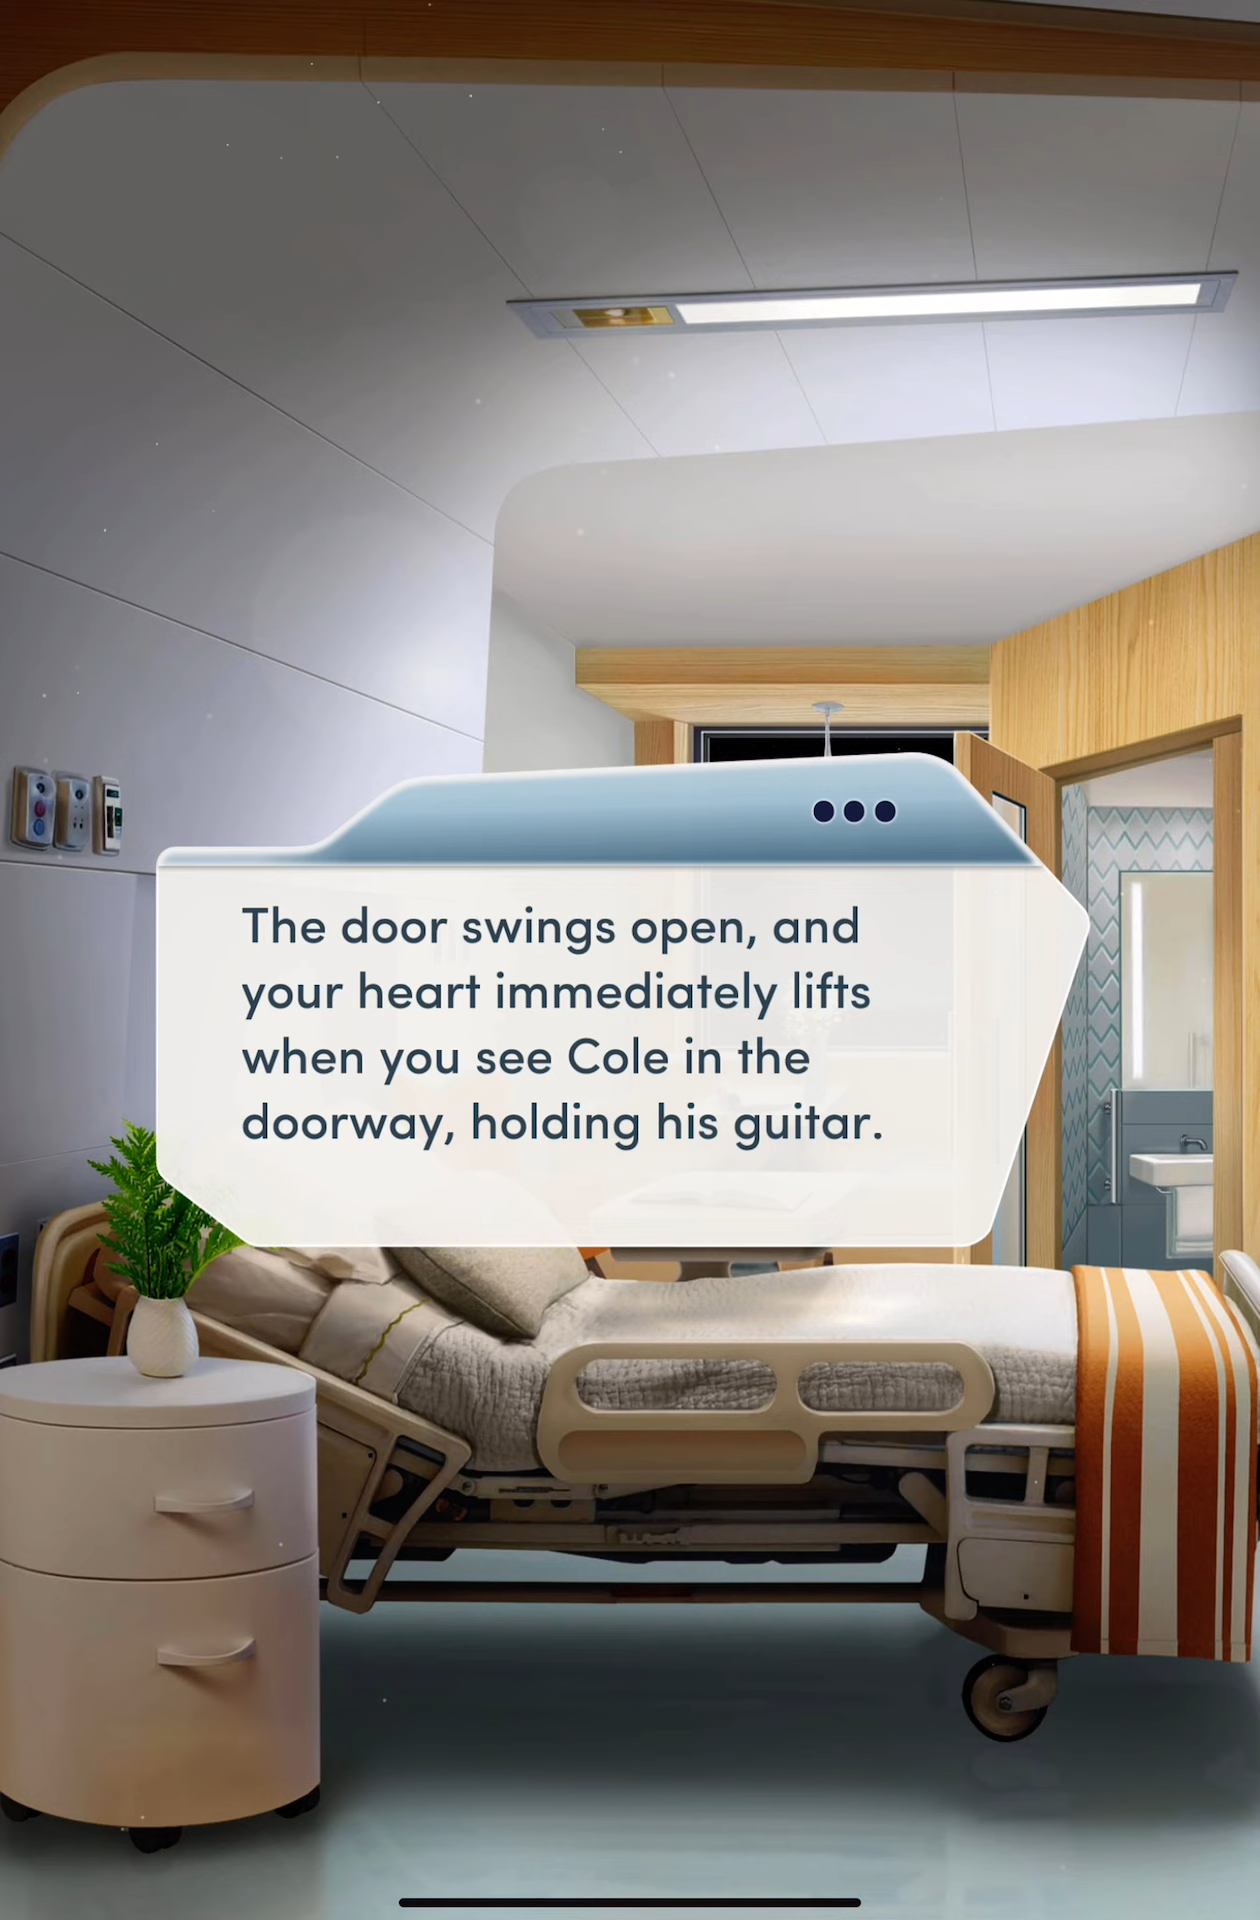 The door swings open, and
your heart immediately lifts
when you see Cole in the
doorway, holding his guitar.